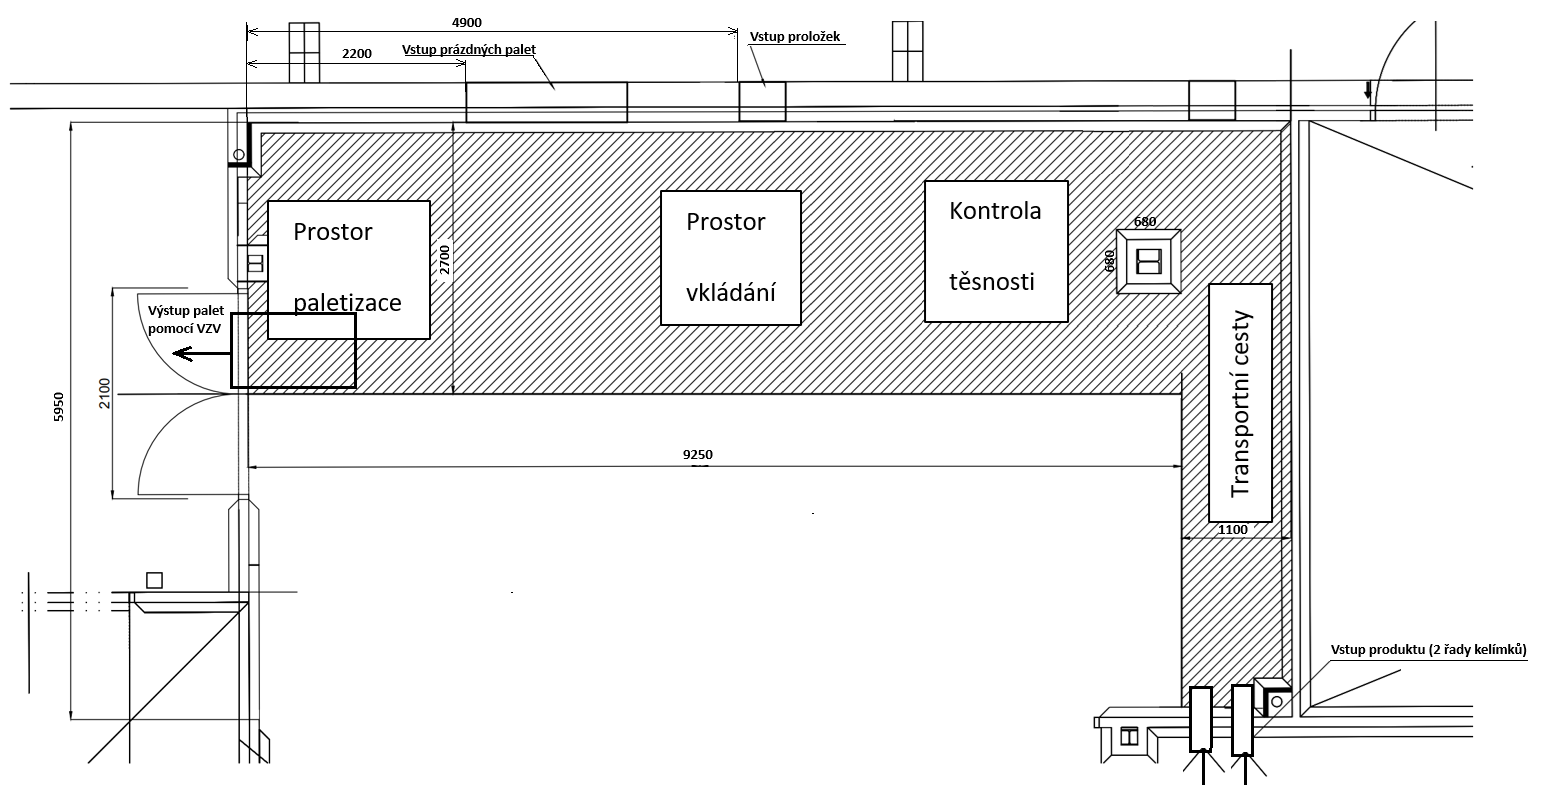 4900
Vstup proložek
2200
Vstup prázdných palet
Prostor
paletizace
2700
Prostor
vkládání
Kontrola
těsnosti
680
680
Výstup palet
pomocí VZV
Transportní cesty
2100
5950
9250
1100
Vstup produktu (2 řady kelímků)